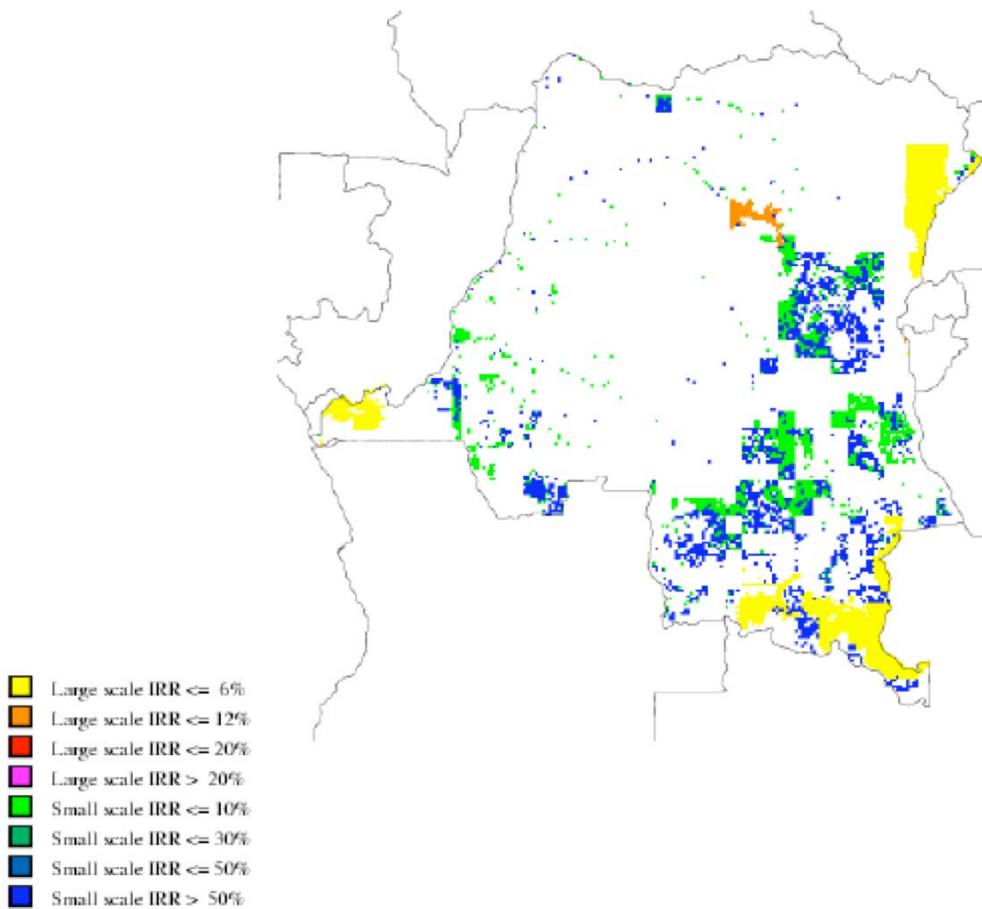 Large scale IRR <= 6%
Large scale IRR <= 12%
Large scale IRR <= 20%
Large scale IRR > 20%
Small scale IRR <= 10%
Small scale IRR <= 30%
Small scale IRR <= 50%
Small scale IRR > 50%